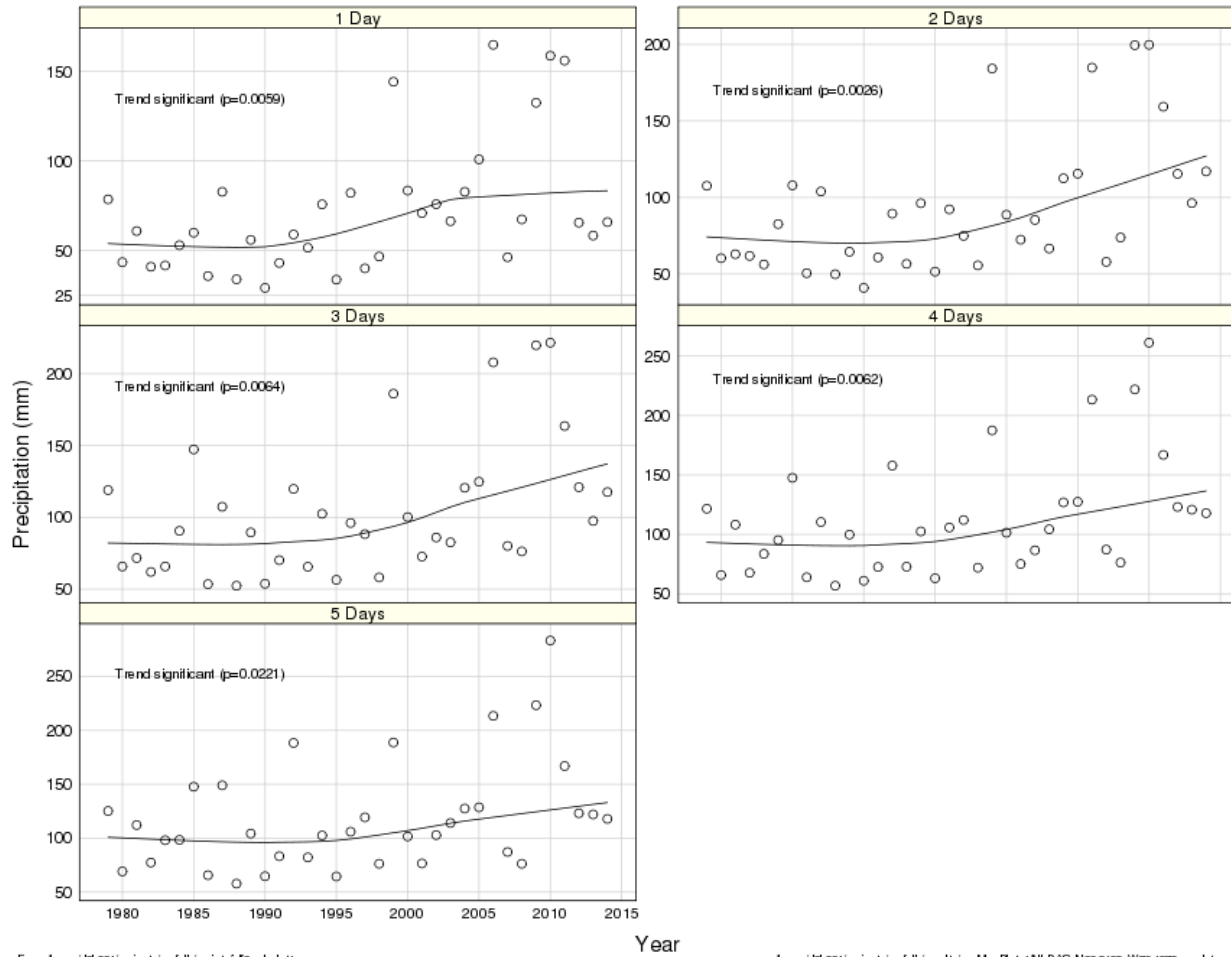 1 Day
2 Days
150
100
50
25
Trend significant (p=0.0059)
200
150
100
50
Trend significant (p=0.0026)
3 Days
4 Days
200
150
100
50
Trend significant (p=0.0064)
250
200
150
100
50
Trend significant (p=0.0062)
Precipitation (mm)
5 Days
250
200
150
100
50
Trend significant (p=0.0221)
1980 1985 1990 1995 2000 2005 2010 2015
Year